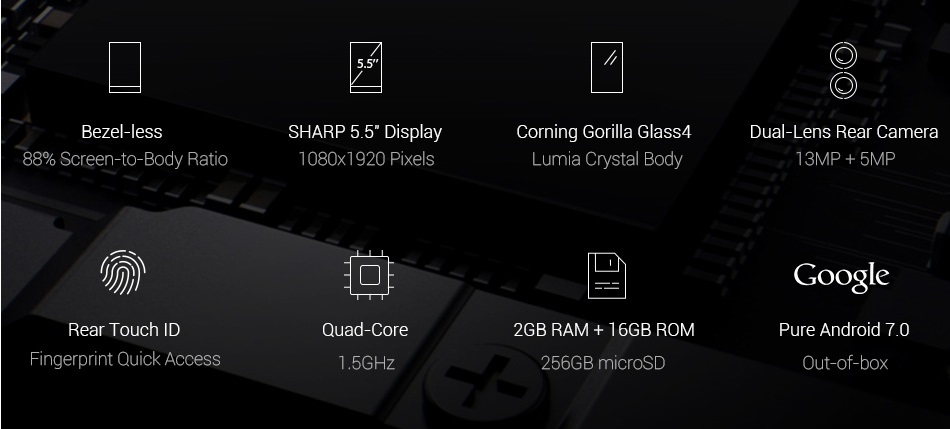 5.5"
Bezel-less
88% Screen-to-Body Ratio
SHARP 5.5" Display
1080x1920 Pixels
Corning Gorilla Glass4
Lumia Crystal Body
Dual-Lens Rear Camera
13MP + 5MP
Google
Rear Touch ID
Fingerprint Quick Access
Quad-Core
1.5GHz
2GB RAM + 16GB ROM
256GB microSD
Pure Android 7.0
Out-of-box